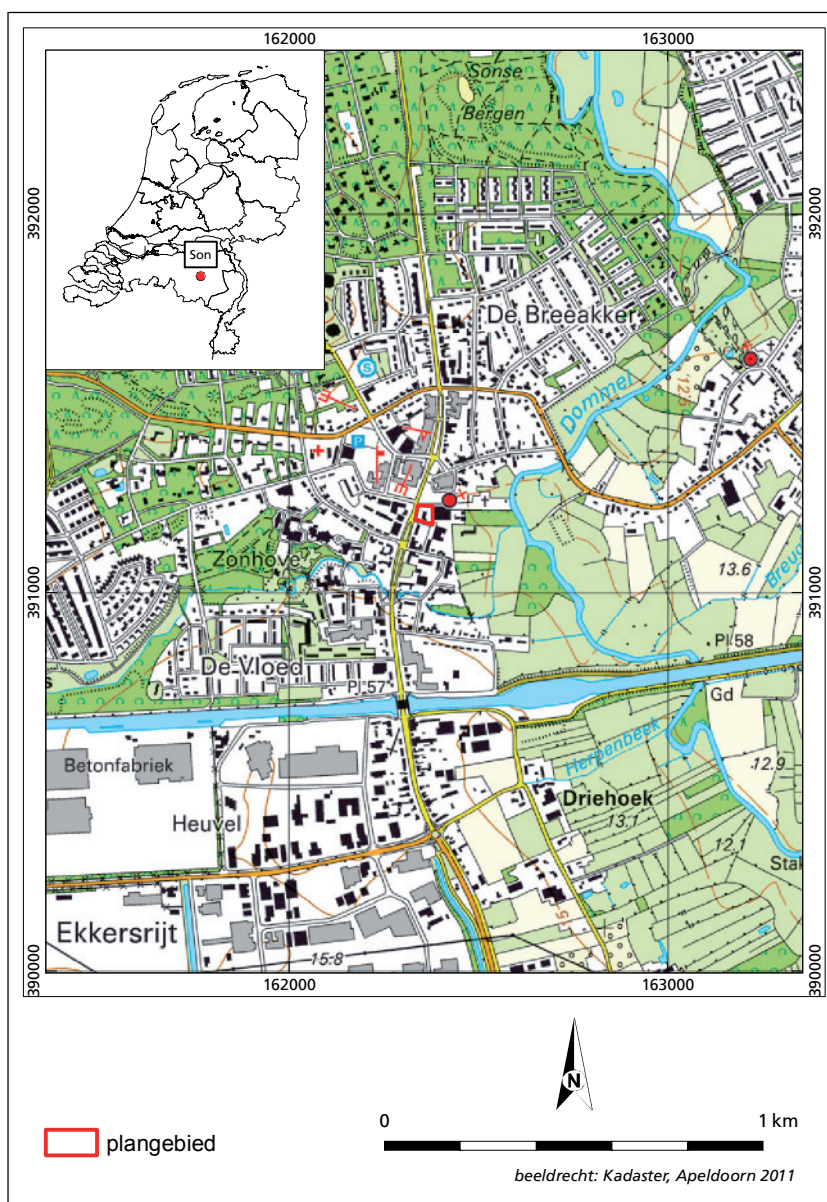 162000
163000
Sonse
Bergen
't
392000
392000
Son
De Breeakker
S
Dommel
P
Zonhove
13.6
391000
391000
De Vloed
Pl 58
Pl 57
Gd
Betonfabriek
Herpenbeek
12.9
Driehoek
13.1
Heuvel
12.1
Ekkersrijt
15.8
390000
390000
162000
163000
N
0
1 km
plangebied
beeldrecht: Kadaster, Apeldoorn 2011